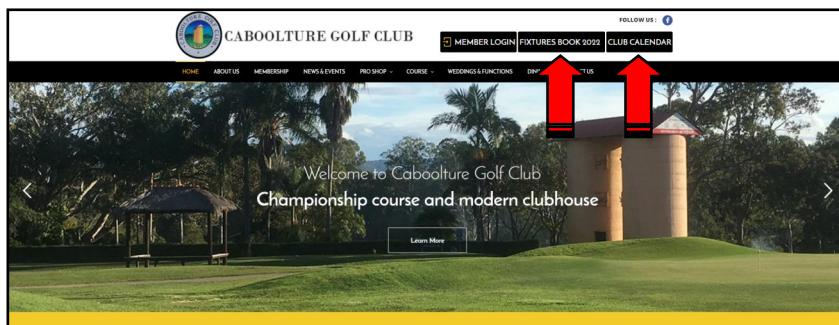 FOLLOW US :
CABOOLTURE GOLF CLUB
MEMBER LOGIN FIXTURES BOOK 2022 CLUB CALENDAR
HOME ABOUT US MEMBERSHIP NEWS & EVENTS PRO SHOP COURSE WEDDINGS & FUNCTIONS
Welcome to Caboolture Golf Club
Championship course and modern clubhouse
Learn More